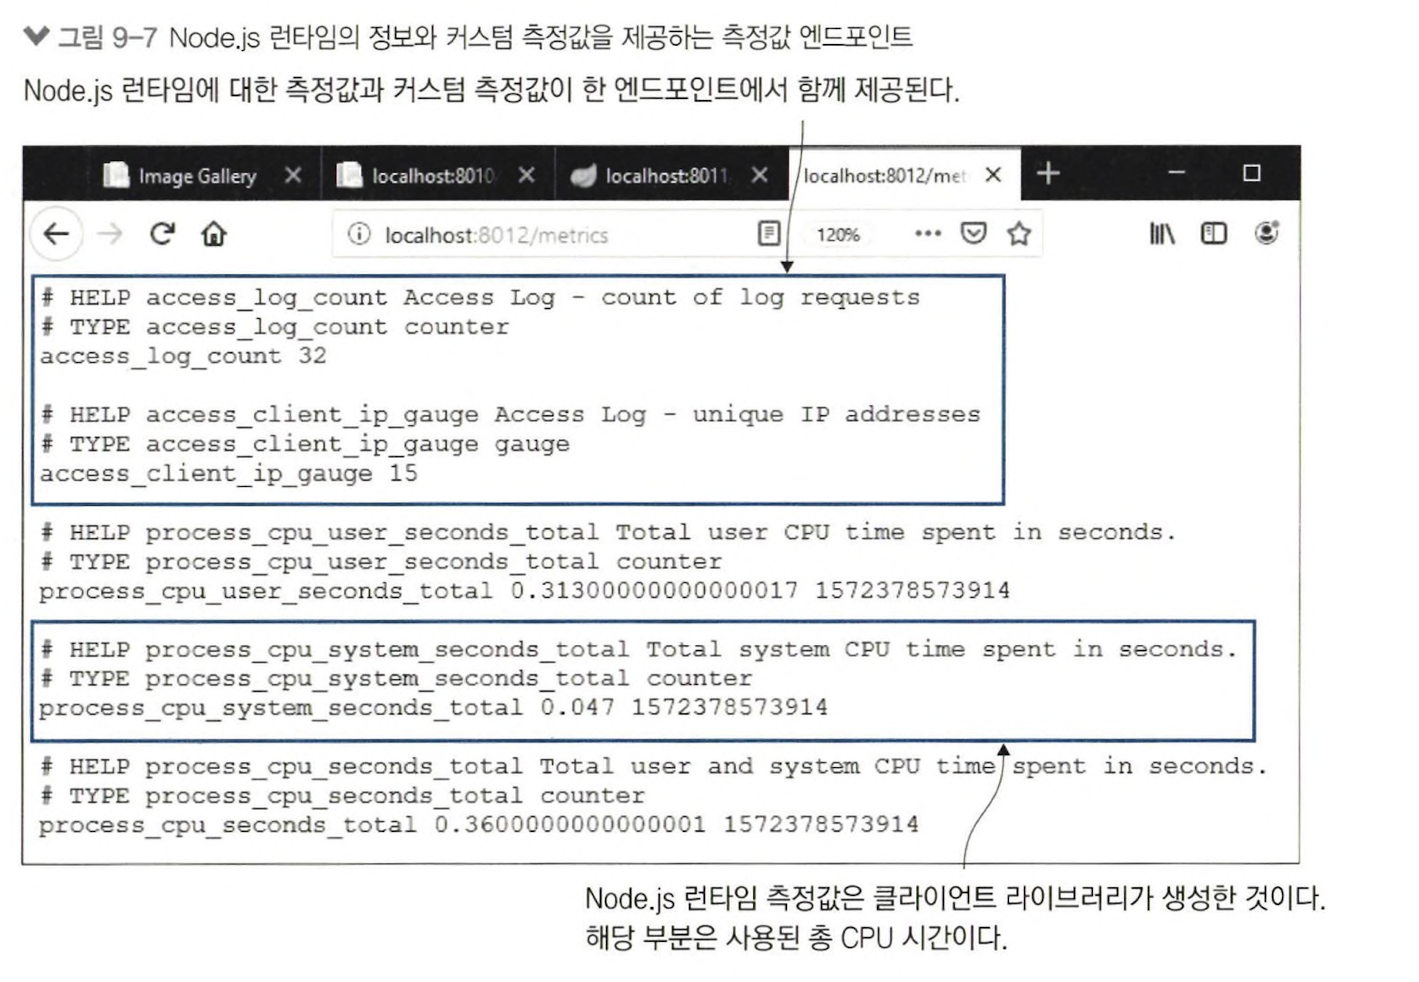 그림 9-7 Node.js 런타임의 정보와 커스텀 측정값을 제공하는 측정값 엔드포인트
Node.js 런타임에 대한 측정값과 커스텀 측정값이 한 엔드포인트에서 함께 제공된다.
Image Gallery
localhost:8010
localhost:8011
localhost:8012/met
localhost:8012/metrics
120%
# HELP access_log_count Access Log - count of log requests
# TYPE access_log_count counter
access_log_count 32
# HELP access_client_ip_gauge Access Log - unique IP addresses
# TYPE access_client_ip_gauge gauge
access_client_ip_gauge 15
# HELP process_cpu_user_seconds_total Total user CPU time spent in seconds.
# TYPE process_cpu_user_seconds_total counter
process_cpu_user_seconds_total 0.31300000000000017 1572378573914
# HELP process_cpu_system_seconds_total Total system CPU time spent in seconds.
# TYPE process_cpu_system_seconds_total counter
process_cpu_system_seconds_total 0.047 1572378573914
# HELP process_cpu_seconds_total Total user and system CPU time spent in seconds.
# TYPE process_cpu_seconds_total counter
process_cpu_seconds_total 0.3600000000000001 1572378573914
Node.js 런타임 측정값은 클라이언트 라이브러리가 생성한 것이다.
해당 부분은 사용된 총 CPU 시간이다.